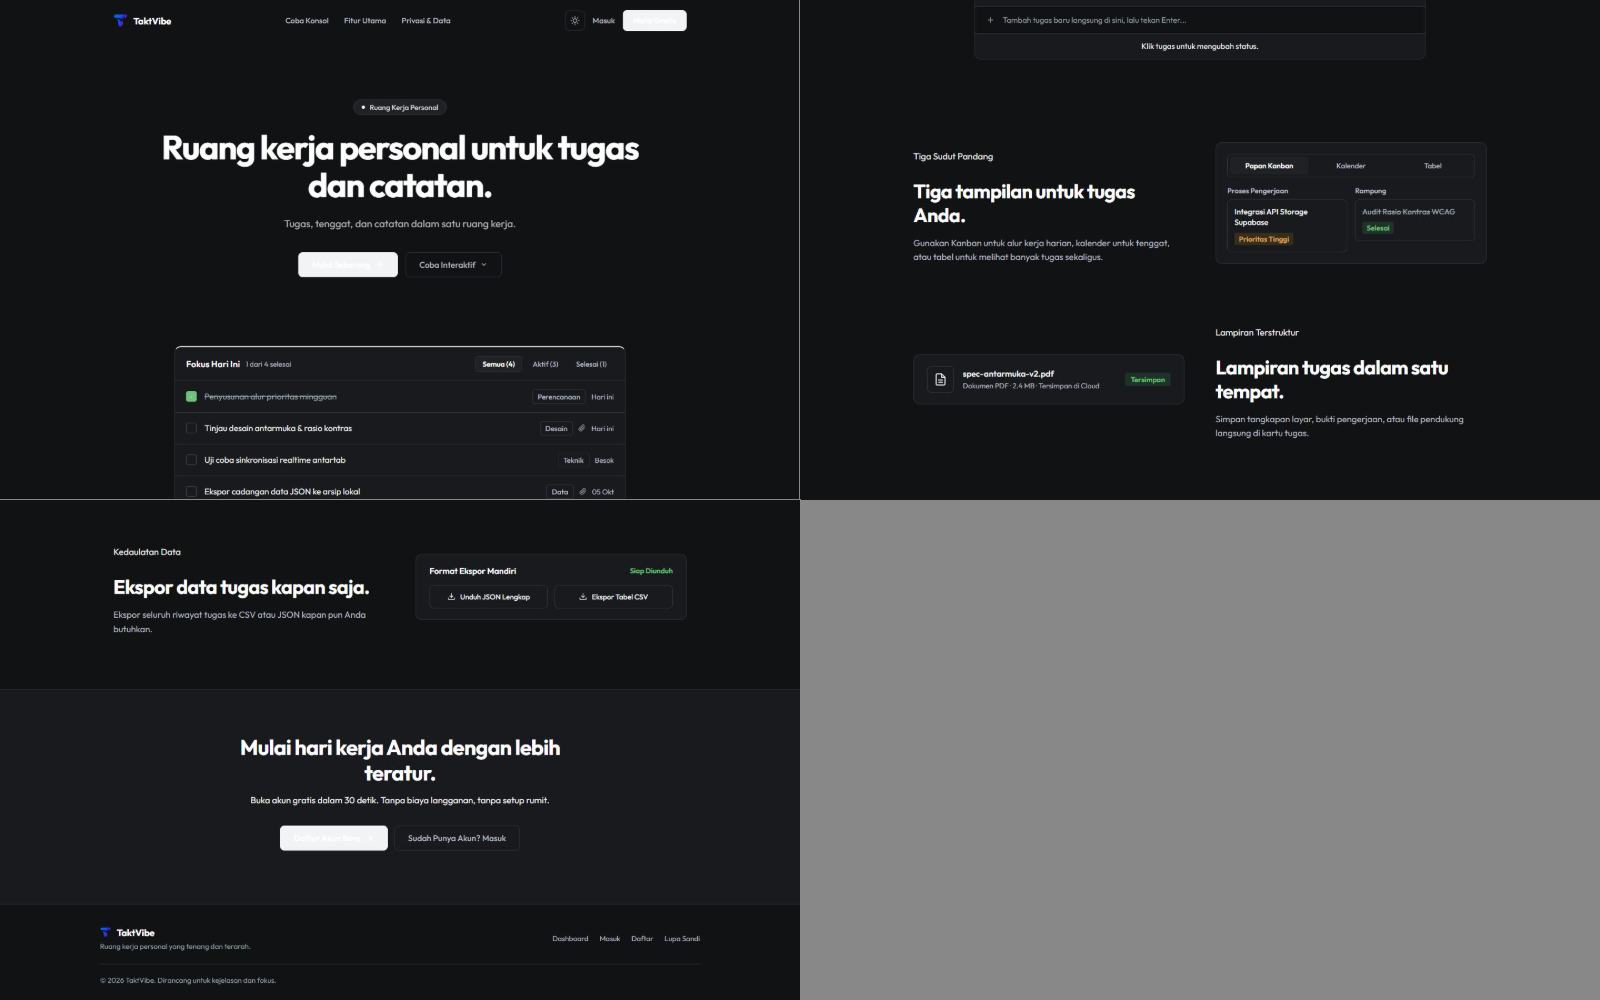 TaktVibe
Coba Konsol
Fitur Utama
Privasi & Data
Masuk
Ruang Kerja Personal
Ruang kerja personal untuk tugas
dan catatan.
Tugas, tenggat, dan catatan dalam satu ruang kerja.
Coba Interaktif
Fokus Hari Ini
1 dari 4 selesai
Semua (4)
Aktif (3)
Selesai (1)
Penyusunan alur prioritas mingguan
Perencanaan
Hari ini
Tinjau desain antarmuka & rasio kontras
Desain
Hari ini
Uji coba sinkronisasi realtime antartab
Teknik
Besok
Ekspor cadangan data JSON ke arsip lokal
Data
05 Okt
Tambah tugas baru langsung di sini, lalu tekan Enter...
Klik tugas untuk mengubah status.
Tiga Sudut Pandang
Tiga tampilan untuk tugas
Anda.
Gunakan Kanban untuk alur kerja harian, kalender untuk tenggat,
atau tabel untuk melihat banyak tugas sekaligus.
Papan Kanban
Kalender
Tabel
Proses Pengerjaan
Rampung
Integrasi API Storage
Supabase
Prioritas Tinggi
Audit Rasio Kontras WCAG
Selesai
spec-antarmuka-v2.pdf
Dokumen PDF · 2.4 MB · Tersimpan di Cloud
Tersimpan
Lampiran Terstruktur
Lampiran tugas dalam satu
tempat.
Simpan tangkapan layar, bukti pengerjaan, atau file pendukung
langsung di kartu tugas.
Kedaulatan Data
Ekspor data tugas kapan saja.
Ekspor seluruh riwayat tugas ke CSV atau JSON kapan pun Anda
butuhkan.
Format Ekspor Mandiri
Siap Diunduh
Unduh JSON Lengkap
Ekspor Tabel CSV
Mulai hari kerja Anda dengan lebih
teratur.
Buka akun gratis dalam 30 detik. Tanpa biaya langganan, tanpa setup rumit.
Sudah Punya Akun? Masuk
TaktVibe
Ruang kerja personal yang tenang dan terarah.
Dashboard
Masuk
Daftar
Lupa Sandi
© 2026 TaktVibe. Dirancang untuk kejelasan dan fokus.